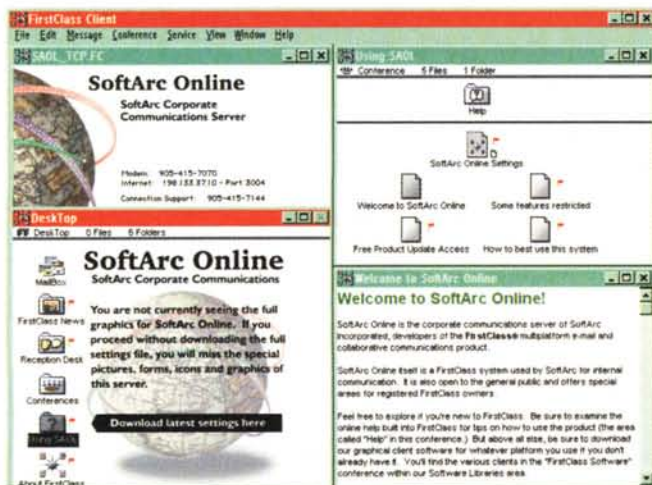 FirstClass Client
File Edit Message Conference Service View Window Help
SAOL_TCP.FC
SoftArc Online
SoftArc Corporate
Communications Server
Modem: 905-415-7070
Internet: 198.133.37.10 - Port 3004
Connection Support: 905-415-7144
Using SAOL
Conference 5 Files 1 Folder
Help
SoftArc Online Settings
Welcome to SoftArc Online
Some features restricted
Free Product Update Access
How to best use this system
DeskTop
DeskTop 0 Files 6 Folders
MailBox
FirstClass News
Reception Desk
Conferences
Using SAOL
About FirstClass
SoftArc Online
SoftArc Corporate Communications
You are not currently seeing the full
graphics for SoftArc Online. If you
proceed without downloading the full
settings file, you will miss the special
pictures, forms, icons and graphics of
this server.
Download latest settings here
Welcome to SoftArc Online
Welcome to SoftArc Online!
SoftArc Online is the corporate communications server of SoftArc
Incorporated, developers of the FirstClass® multiplatform e-mail and
collaborative communications product.
SoftArc Online itself is a FirstClass system used by SoftArc for internal
communication. It is also open to the general public and offers special
areas for registered FirstClass owners.
Feel free to explore if you're new to FirstClass. Be sure to examine the
online help built into FirstClass for tips on how to use the product (the area
called "Help" in this conference.) But above all else, be sure to download
our graphical client software for whatever platform you use if you don't
already have it. You'll find the various clients in the "FirstClass Software"
conference within our Software Libraries area.